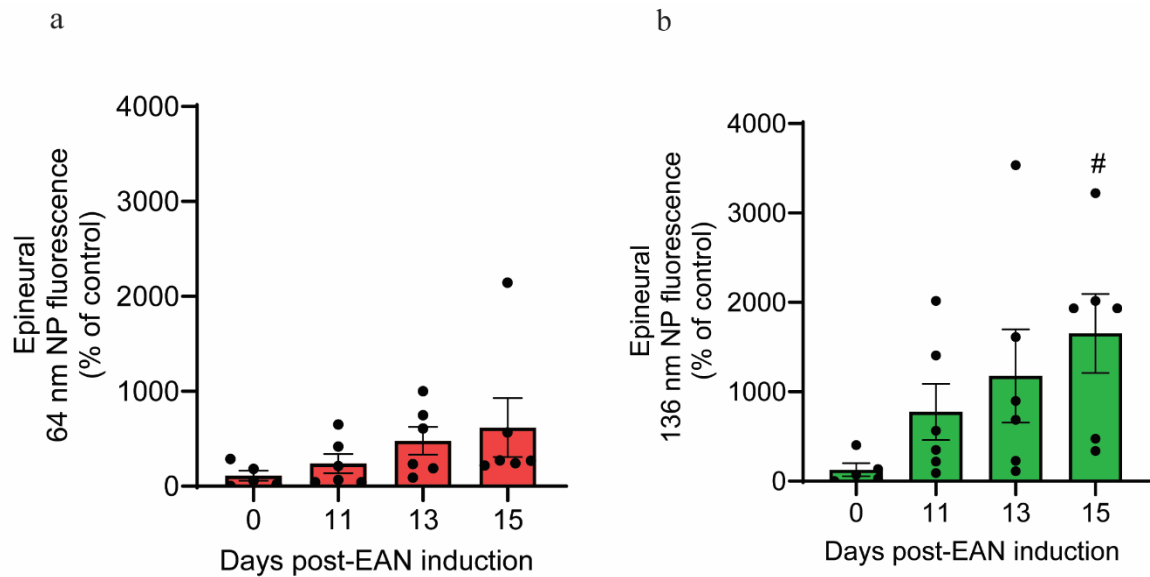 a
4000
3000
2000
1000
0
Epineural
64 nm NP fluorescence
(% of control)
0 11 13 15
Days post-EAN induction
b
4000
3000
2000
1000
0
Epineural
136 nm NP fluorescence
(% of control)
#
0 11 13 15
Days post-EAN induction